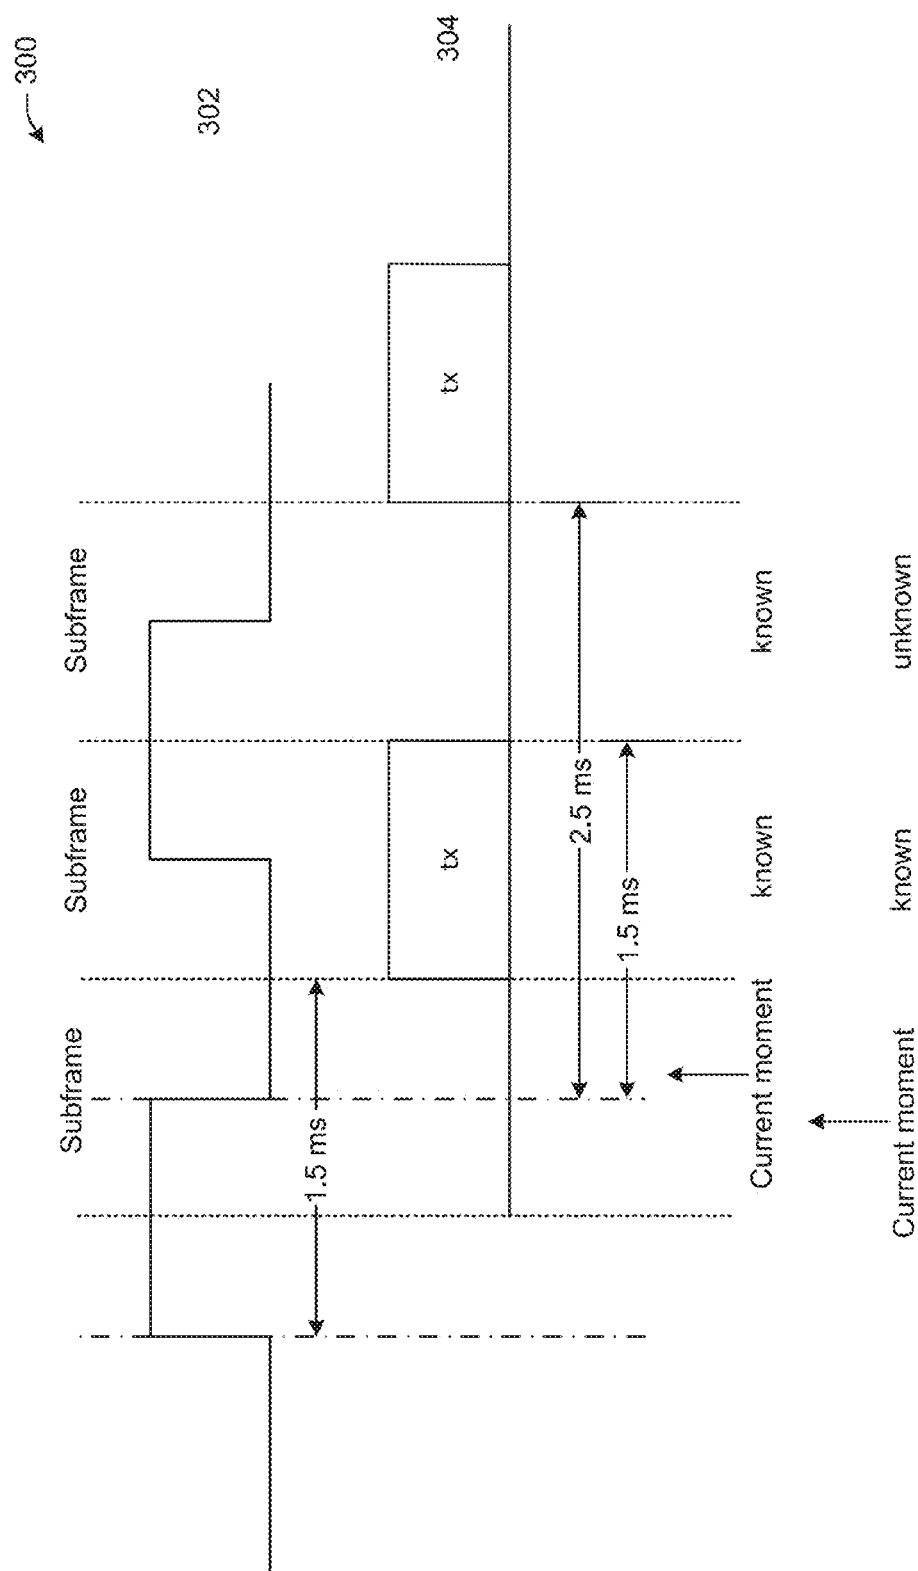 300
302
304
Subframe
Subframe
Subframe
1.5 ms
tx
tx
2.5 ms
1.5 ms
Current moment
known
known
Current moment
known
unknown